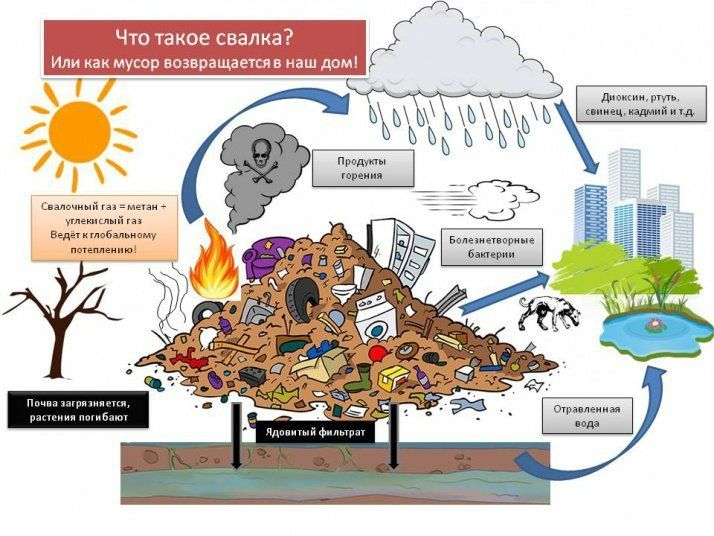 Что такое свалка?
Или как мусор возвращается в наш дом!
Диоксин, ртуть,
свинец, кадмий и т.д.
Продукты
горения
Свалочный газ = метан +
углекислый газ
Ведёт к глобальному
потеплению!
Болезнетворные
бактерии
Почва загрязняется,
растения погибают
Ядовитый фильтрат
Отравленная
вода